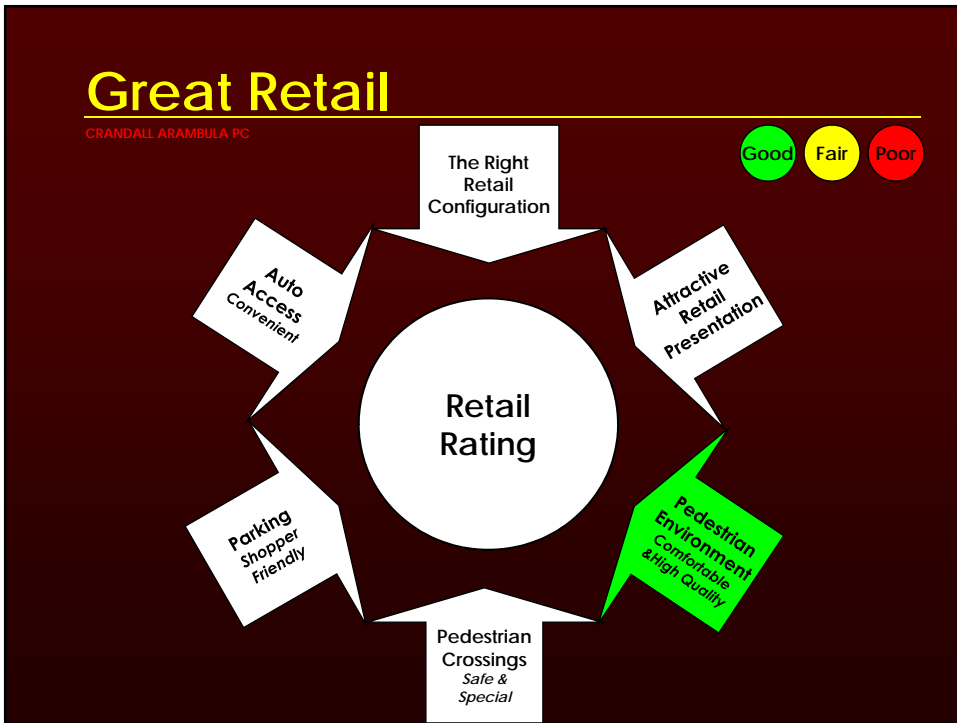 Great Retail
CRANDALL ARAMBULA PC
Good
Fair
Poor
The Right
Retail
Configuration
Auto
Access
Convenient
Attractive
Retail
Presentation
Retail
Rating
Parking
Shopper
Friendly
Pedestrian
Environment
Comfortable
&High Quality
Pedestrian
Crossings
Safe &
Special